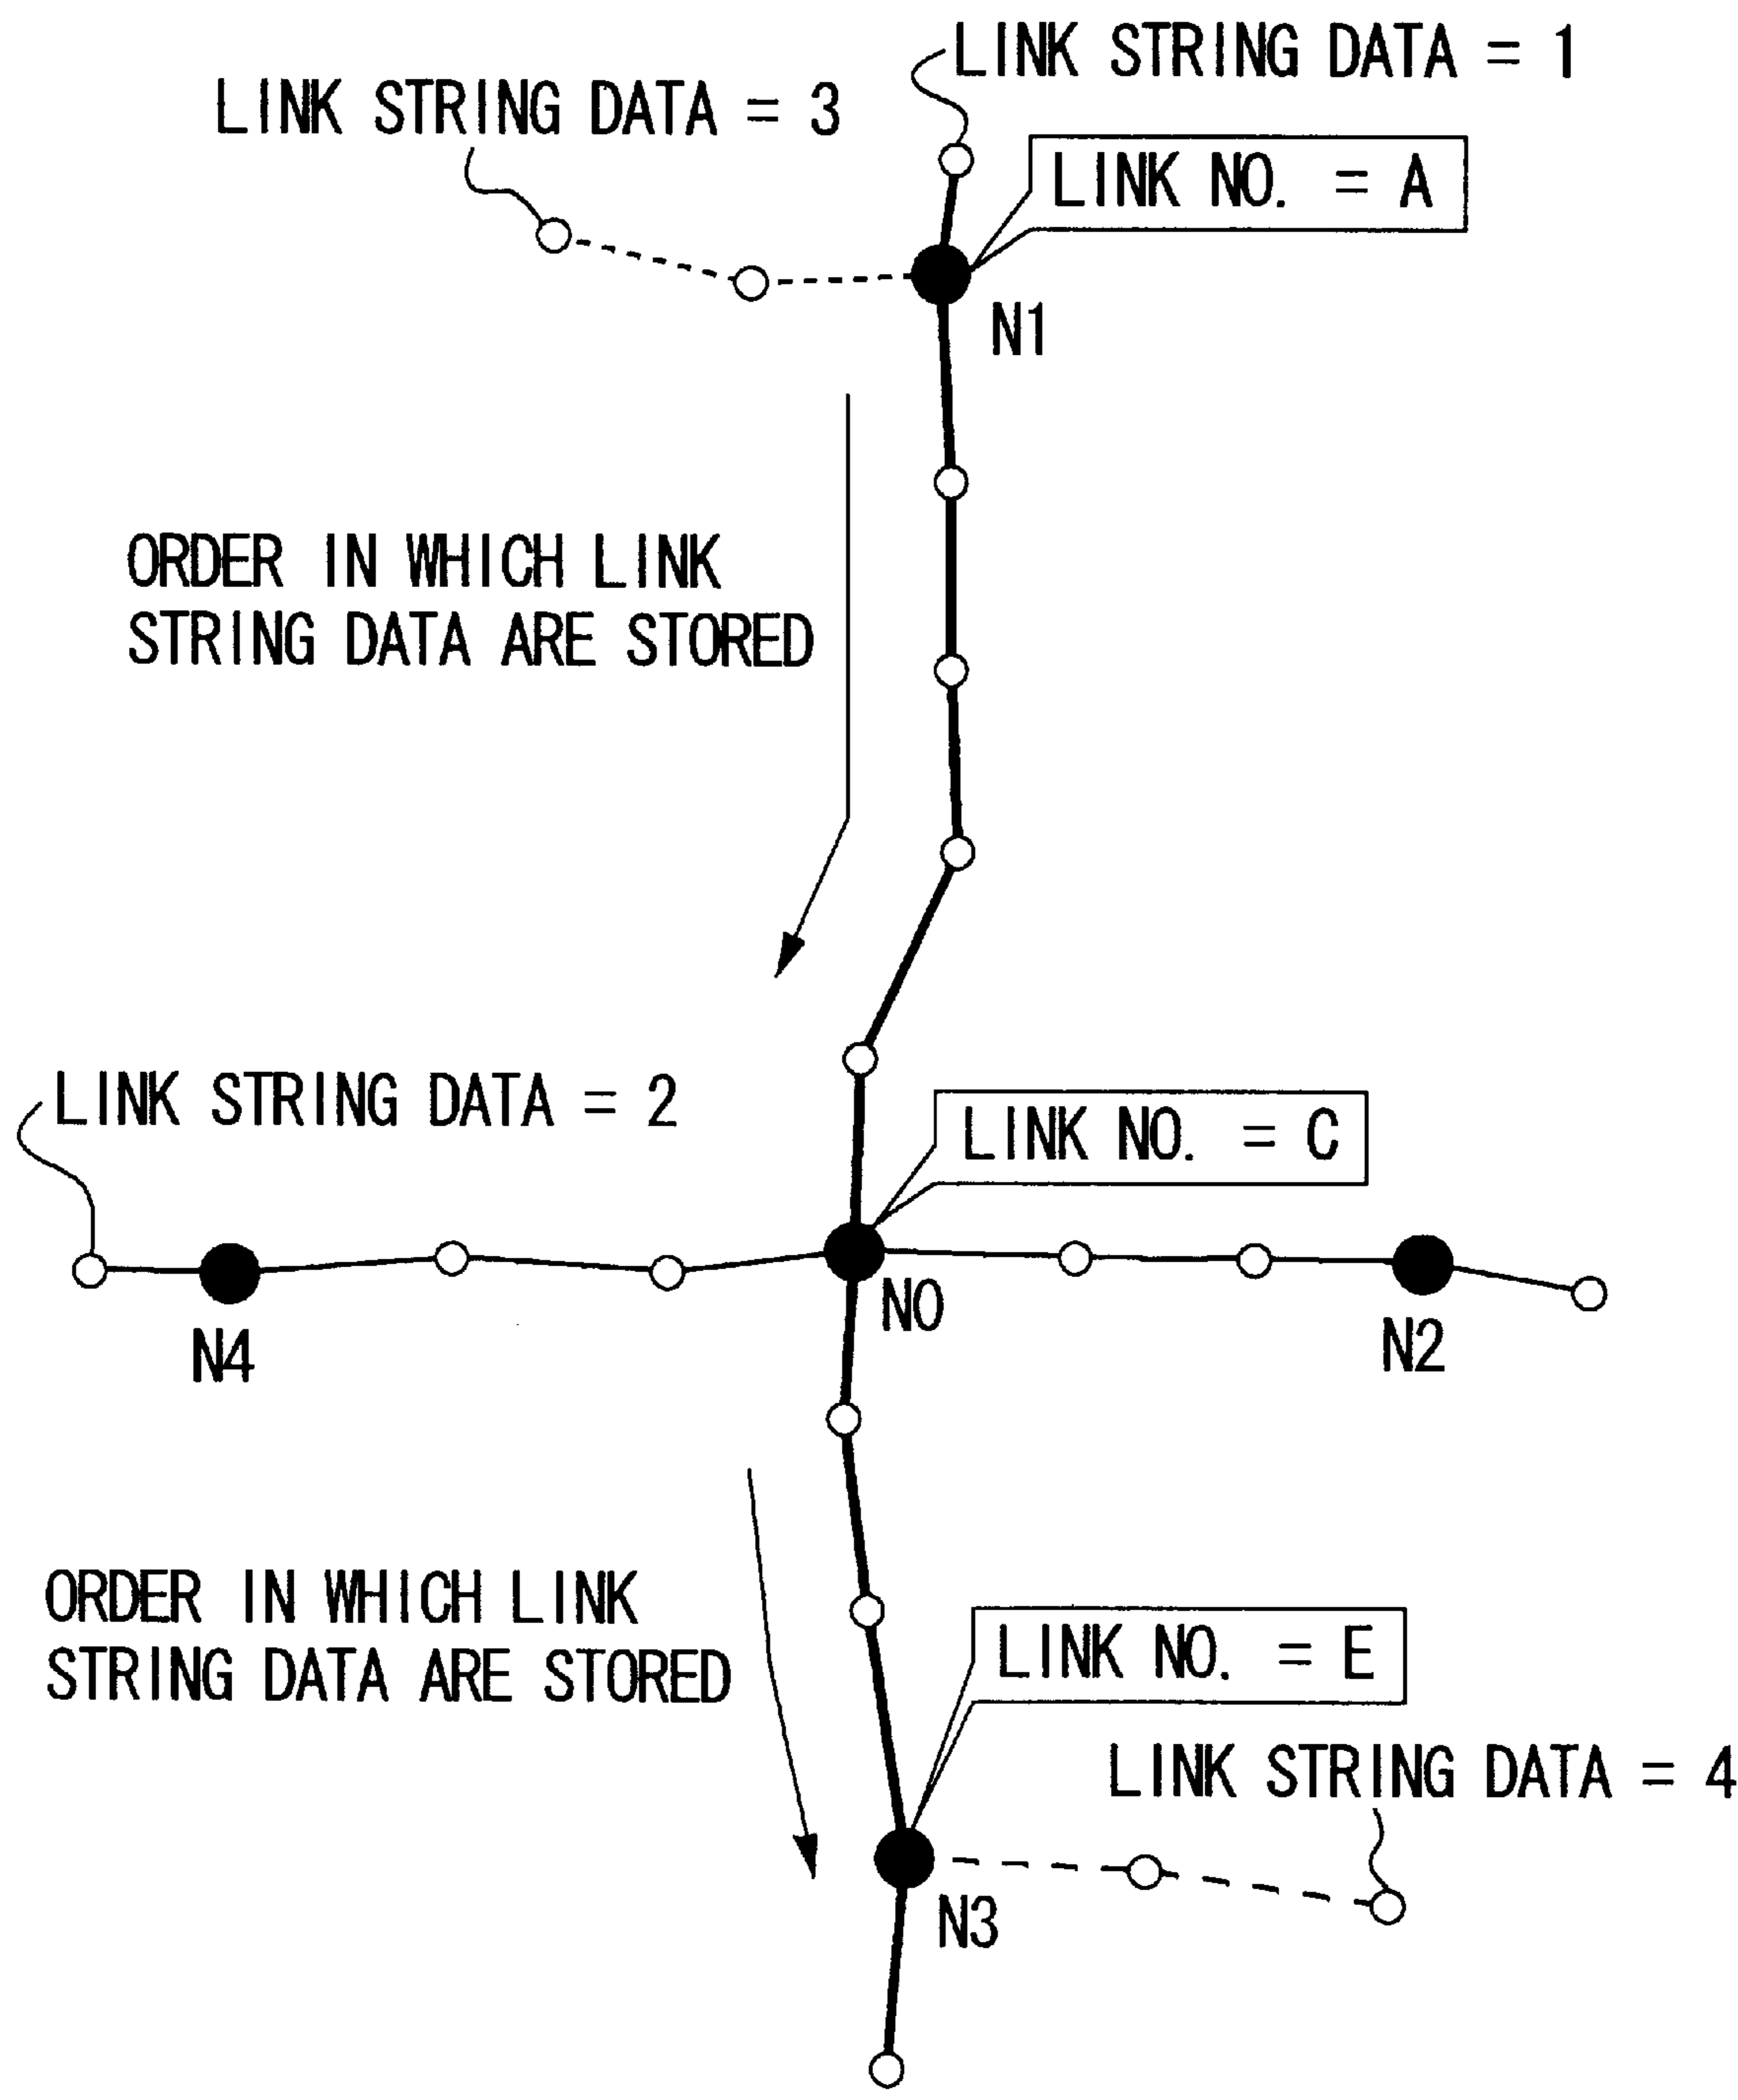 LINK STRING DATA = 1
LINK STRING DATA = 3
LINK NO. = A
N1
ORDER IN WHICH LINK
STRING DATA ARE STORED
LINK STRING DATA = 2
LINK NO. = C
N0
N4
N2
ORDER IN WHICH LINK
STRING DATA ARE STORED
LINK NO. = E
LINK STRING DATA = 4
N3